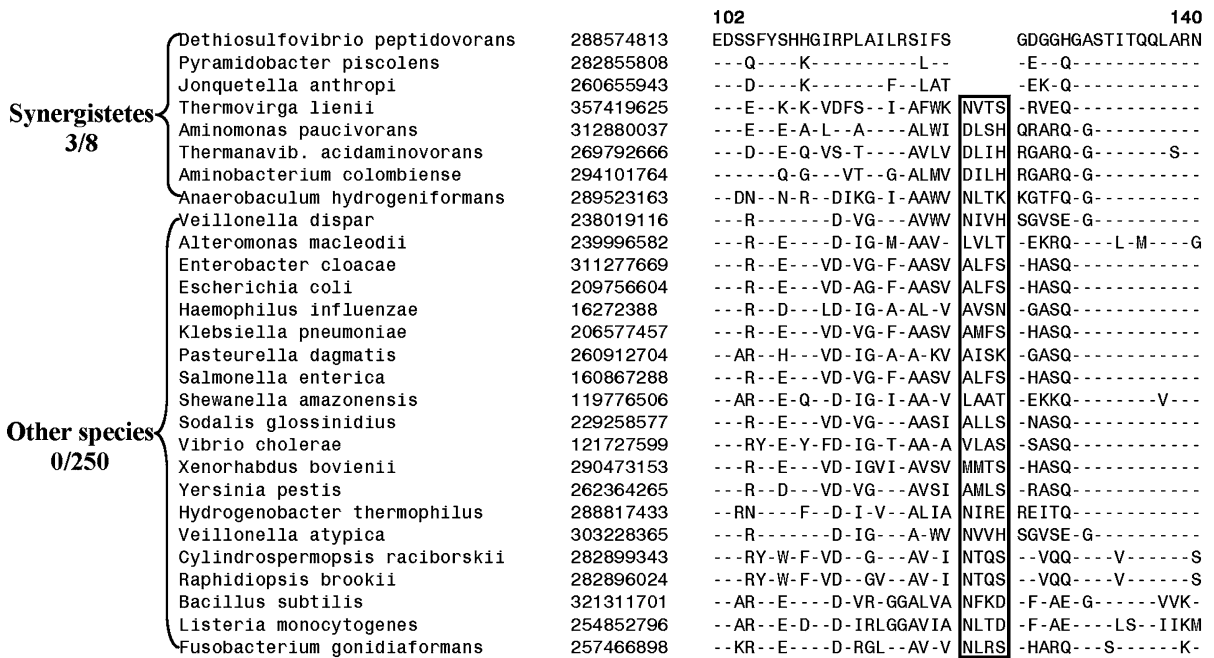 102 140
Dethiosulfovibrio peptidovorans 288574813 EDSSFYSHHGIRPLAILRSIFS GDGGHGASTITQQLARN
Pyramidobacter piscolens 282855808 ---Q----K---------L--- -E--Q------------
Jonquetella anthropi 260655943 ---D----K------F--LAT -EK-Q------------
Thermovirga lienii 357419625 ---E--K-K-VDFS--I-AFWK NVTS -RVEQ------------
Aminomonas paucivorans 312880037 ---E--E-A-L--A----ALWI DLSH QRARQ-G----------
Thermanavib. acidaminovorans 269792666 ---D--E-Q-VS-T----AVLV DLIH RGARQ-G-------S--
Aminobacterium colombiense 294101764 ------Q-G---VT--G-ALMV DILH RGARQ-G----------
Anaerobaculum hydrogeniformans 289523163 --DN--N-R--DIKG-I-AAWV NLTK KGTFQ-G----------
Synergistetes
3/8
Veillonella dispar 238019116 ---R-------D-VG---AVWV NIVH SGVSE-G----------
Alteromonas macleodii 239996582 ---R--E----D-IG-M-AAV- LVLT -EKRQ----L-M----G
Enterobacter cloacae 311277669 ---R--E---VD-VG-F-AASV ALFS -HASQ------------
Escherichia coli 209756604 ---R--E---VD-AG-F-AASV ALFS -HASQ------------
Haemophilus influenzae 16272388 ---R--D---LD-IG-A-AL-V AVSN -GASQ------------
Klebsiella pneumoniae 206577457 ---R--E---VD-VG-F-AASV AMFS -HASQ------------
Pasteurella dagmatis 260912704 --AR--H---VD-IG-A-A-KV AISK -GASQ------------
Salmonella enterica 160867288 ---R--E---VD-VG-F-AASV ALFS -HASQ------------
Shewanella amazonensis 119776506 --AR--E-Q--D-IG-I-AA-V LAAT -EKKQ-------V----
Sodalis glossinidius 229258577 ---R--E---VD-VG---AASI ALLS -NASQ------------
Vibrio cholerae 121727599 ---RY-E-Y-FD-IG-T-AA-A VLAS -SASQ------------
Xenorhabdus bovienii 290473153 ---R--E---VD-IGVI-AVSV MMTS -HASQ------------
Yersinia pestis 262364265 ---R--D---VD-VG---AVSI AMLS -RASQ------------
Hydrogenobacter thermophilus 288817433 --RN----F--D-I-V--ALIA NIRE REITQ------------
Veillonella atypica 303228365 ---R-------D-IG---A-WV NVVH SGVSE-G----------
Cylindrospermopsis raciborskii 282899343 ---RY-W-F-VD--G---AV-I NTQS --VQQ----V------S
Raphidiopsis brookii 282896024 ---RY-W-F-VD--GV--AV-I NTQS --VQQ----V------S
Bacillus subtilis 321311701 --AR--E----D-VR-GGALVA NFKD -F-AE-G------VVK-
Listeria monocytogenes 254852796 --AR--E-D--D-IRLGGAVIA NLTD -F-AE----LS--IIKM
Fusobacterium gonidiaformans 257466898 --KR--E----D-RGL--AV-V NLRS -HARQ---S------K-
Other species
0/250